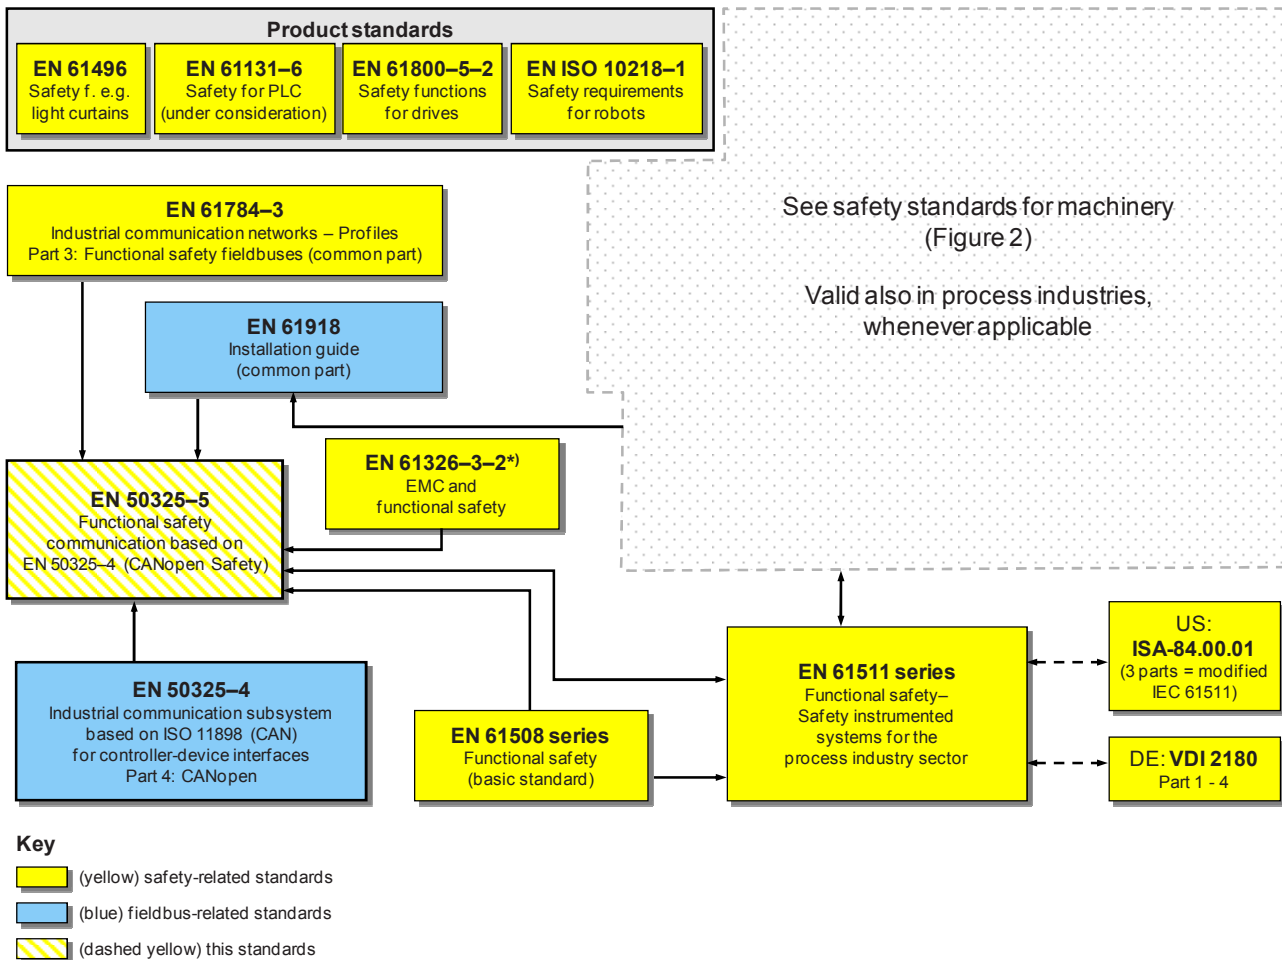 Product standards
EN 61496
Safety f. e.g.
light curtains
EN 61131–6
Safety for PLC
(under consideration)
EN 61800–5–2
Safety functions
for drives
EN ISO 10218–1
Safety requirements
for robots
EN 61784–3
Industrial communication networks – Profiles
Part 3: Functional safety fieldbuses (common part)
See safety standards for machinery
(Figure 2)
Valid also in process industries,
whenever applicable
EN 61918
Installation guide
(common part)
EN 61326–3–2*)
EMC and
functional safety
EN 50325–5
Functional safety
communication based on
EN 50325–4 (CANopen Safety)
EN 50325–4
Industrial communication subsystem
based on ISO 11898 (CAN)
for controller-device interfaces
Part 4: CANopen
EN 61508 series
Functional safety
(basic standard)
EN 61511 series
Functional safety–
Safety instrumented
systems for the
process industry sector
US:
ISA-84.00.01
(3 parts = modified
IEC 61511)
DE: VDI 2180
Part 1 - 4
Key
(yellow) safety-related standards
(blue) fieldbus-related standards
(dashed yellow) this standards